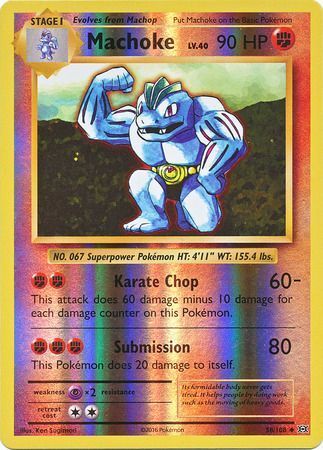 STAGE 1 Evolves from Machop Put Machoke on the Basic Pokémon
Machoke LV.40 90 HP
NO. 067 Superpower Pokémon HT: 4'11" WT: 155.4 lbs.
Karate Chop 60-
This attack does 60 damage minus 10 damage for
each damage counter on this Pokémon.
Submission 80
This Pokémon does 20 damage to itself.
weakness ×2 resistance
retreat
cost
Its formidable body never gets
tired. It helps people by doing work
such as the moving of heavy goods.
Illus. Ken Sugimori ©2016 Pokémon 58/108